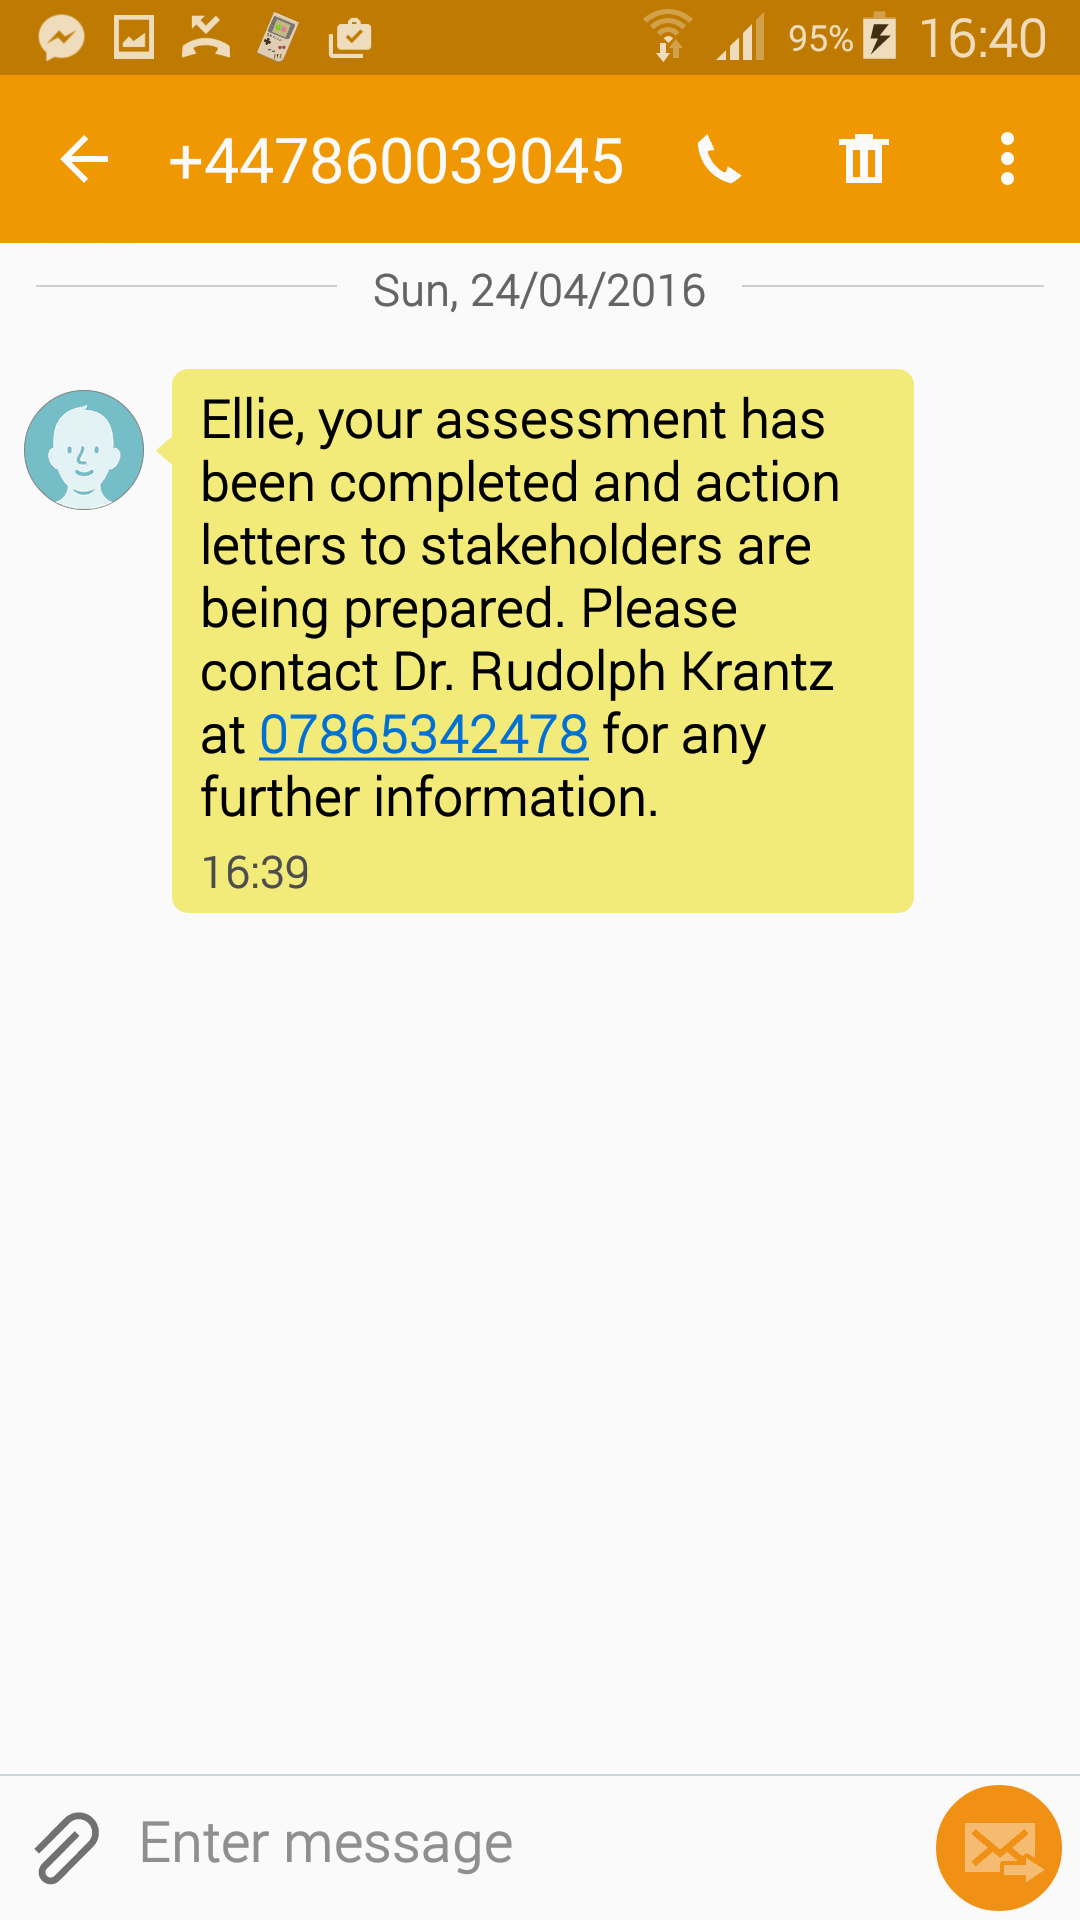 95% 16:40
+447860039045
Sun, 24/04/2016
Ellie, your assessment has
been completed and action
letters to stakeholders are
being prepared. Please
contact Dr. Rudolph Krantz
at 07865342478 for any
further information.
16:39
Enter message